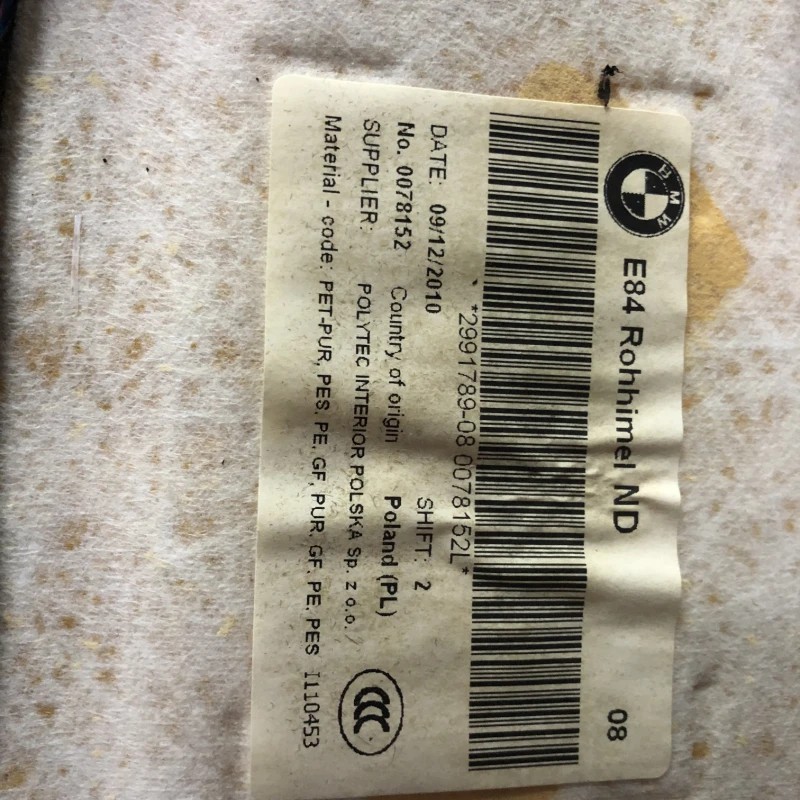 BMW
E84 Rohhimel ND 08
*2991789-08 0078152L*
DATE: 09/12/2010 SHIFT: 2
No. 0078152 Country of origin Poland (PL)
SUPPLIER: POLYTEC INTERIOR POLSKA Sp. z o.o. /
Material - code: PET-PUR, PES, PE, GF, PUR, GF, PE, PES I110453
CCC